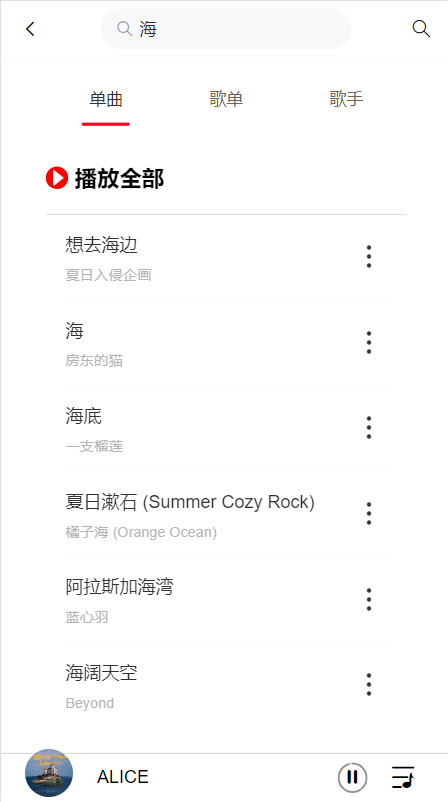 海
单曲 歌单 歌手
播放全部
想去海边
夏日入侵企画
海
房东的猫
海底
一支榴莲
夏日漱石 (Summer Cozy Rock)
橘子海 (Orange Ocean)
阿拉斯加海湾
蓝心羽
海阔天空
Beyond
ALICE